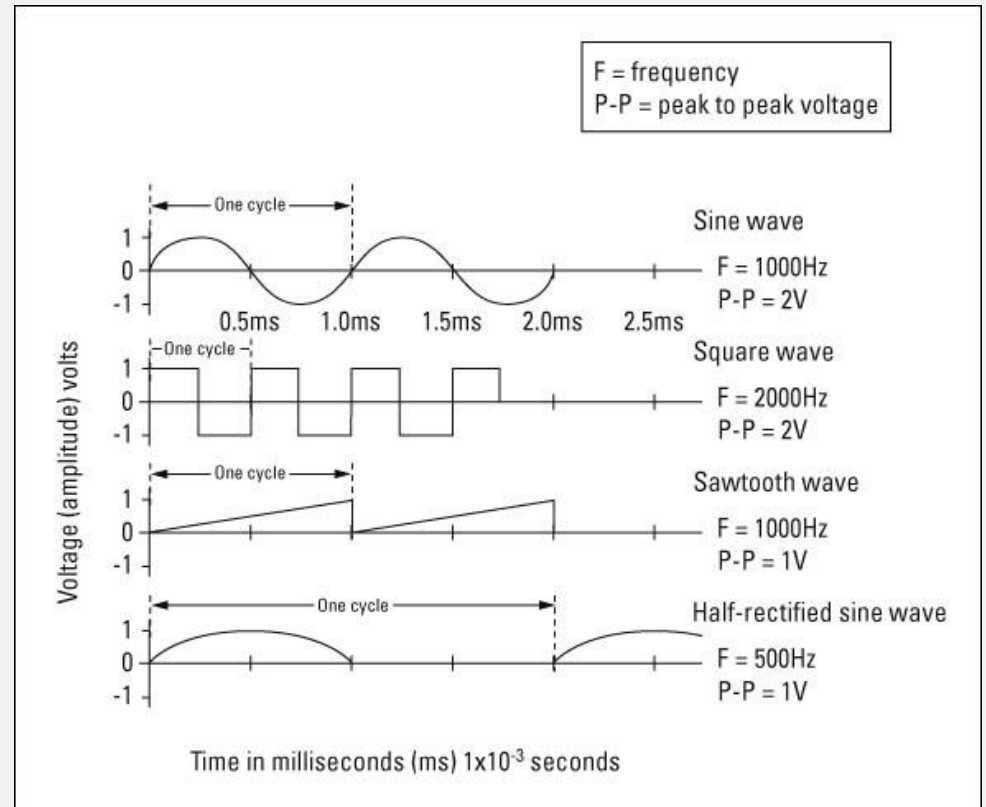 F = frequency
P-P = peak to peak voltage
One cycle
Sine wave
1
0
-1
F = 1000Hz
P-P = 2V
0.5ms 1.0ms 1.5ms 2.0ms 2.5ms
One cycle
Square wave
1
0
-1
F = 2000Hz
P-P = 2V
One cycle
Sawtooth wave
1
0
-1
F = 1000Hz
P-P = 1V
One cycle
Half-rectified sine wave
1
0
-1
F = 500Hz
P-P = 1V
Voltage (amplitude) volts
Time in milliseconds (ms) 1x10⁻³ seconds